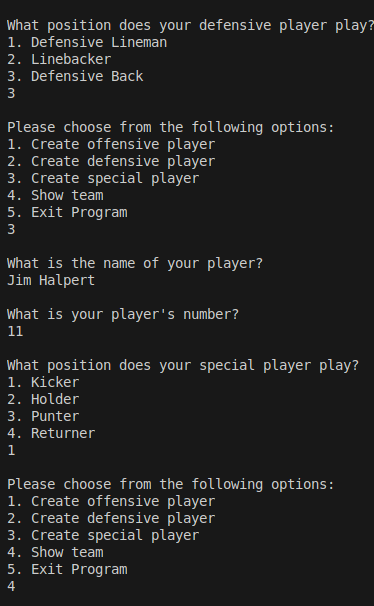 What position does your defensive player play?
1. Defensive Lineman
2. Linebacker
3. Defensive Back
3
Please choose from the following options:
1. Create offensive player
2. Create defensive player
3. Create special player
4. Show team
5. Exit Program
3
What is the name of your player?
Jim Halpert
What is your player's number?
11
What position does your special player play?
1. Kicker
2. Holder
3. Punter
4. Returner
1
Please choose from the following options:
1. Create offensive player
2. Create defensive player
3. Create special player
4. Show team
5. Exit Program
4